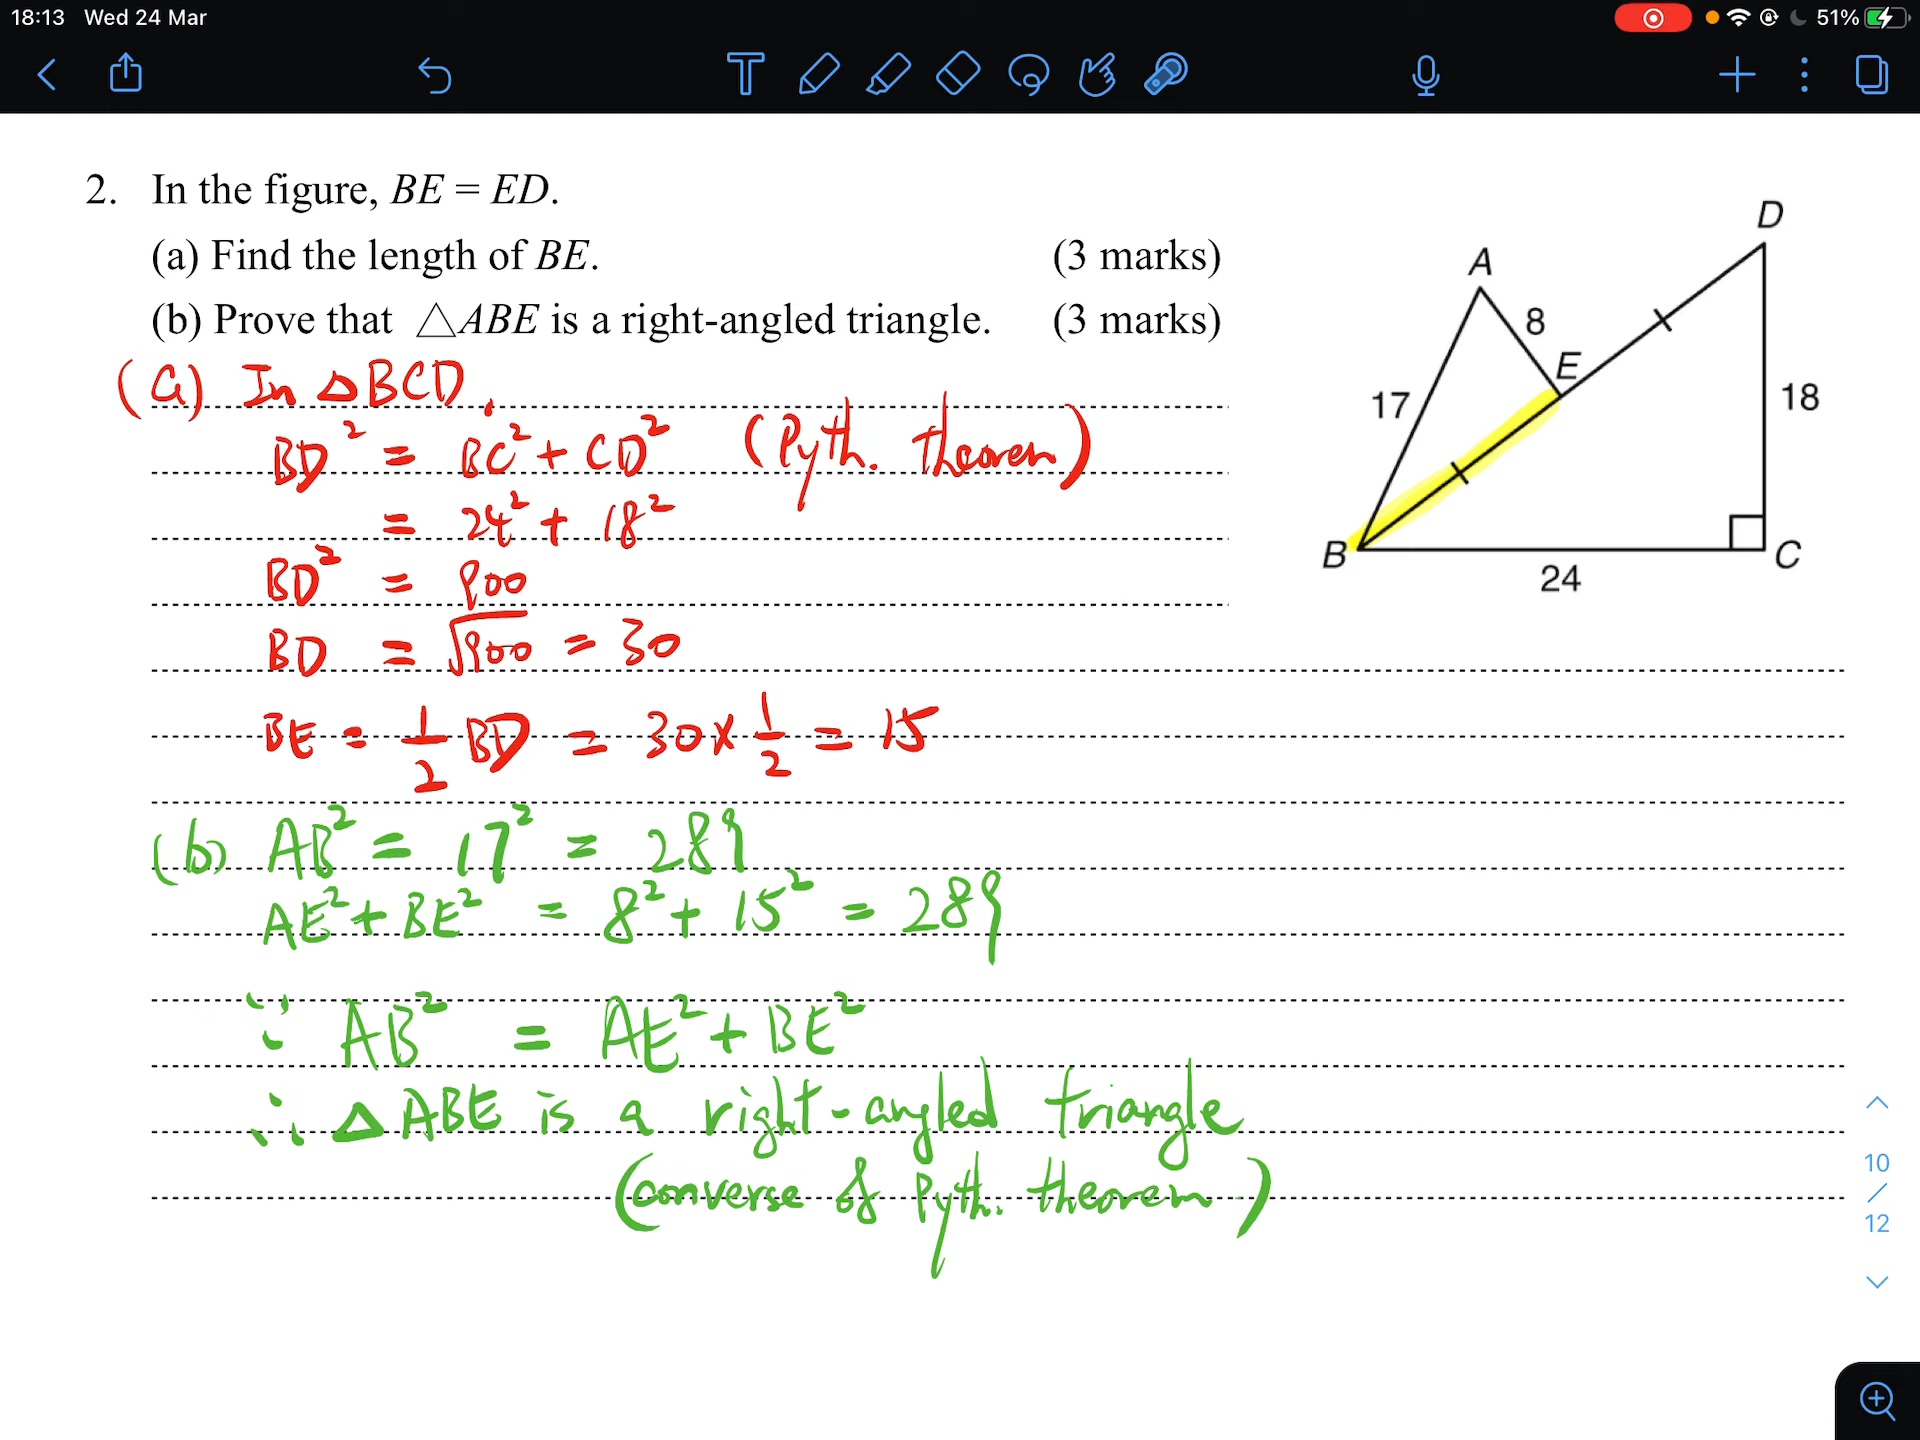 18:13 Wed 24 Mar
51%
2. In the figure, BE = ED.
(a) Find the length of BE. (3 marks)
(b) Prove that △ABE is a right-angled triangle. (3 marks)
D
A
8
E
17
18
B
C
24
(a) In △BCD,
BD² = BC² + CD² (Pyth. theorem)
= 24² + 18²
BD² = 900
BD = √900 = 30
BE = 1/2 BD = 30 × 1/2 = 15
(b) AB² = 17² = 289
AE² + BE² = 8² + 15² = 289
∵ AB² = AE² + BE²
∴ △ABE is a right-angled triangle
(converse of Pyth. theorem)
10
/
12